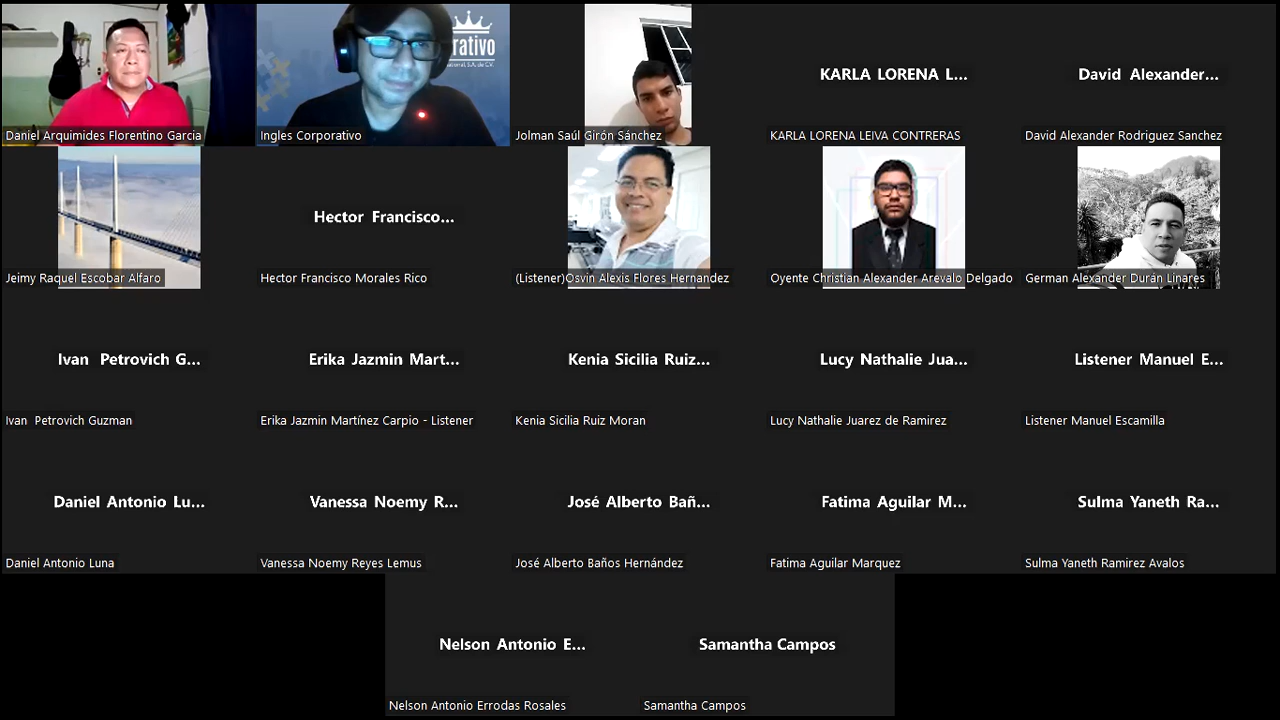 rativo
national, S.A. de C.V.
KARLA LORENA L...
David Alexander...
Daniel Arquimides Florentino Garcia
Ingles Corporativo
Jolman Saúl Girón Sánchez
KARLA LORENA LEIVA CONTRERAS
David Alexander Rodriguez Sanchez
Hector Francisco...
Jeimy Raquel Escobar Alfaro
Hector Francisco Morales Rico
(Listener)Osvin Alexis Flores Hernandez
Oyente Christian Alexander Arevalo Delgado
German Alexander Durán Linares
Ivan Petrovich G...
Erika Jazmin Mart...
Kenia Sicilia Ruiz...
Lucy Nathalie Jua...
Listener Manuel E...
Ivan Petrovich Guzman
Erika Jazmin Martínez Carpio - Listener
Kenia Sicilia Ruiz Moran
Lucy Nathalie Juarez de Ramirez
Listener Manuel Escamilla
Daniel Antonio Lu...
Vanessa Noemy R...
José Alberto Bañ...
Fatima Aguilar M...
Sulma Yaneth Ra...
Daniel Antonio Luna
Vanessa Noemy Reyes Lemus
José Alberto Baños Hernández
Fatima Aguilar Marquez
Sulma Yaneth Ramirez Avalos
Nelson Antonio E...
Samantha Campos
Nelson Antonio Errodas Rosales
Samantha Campos